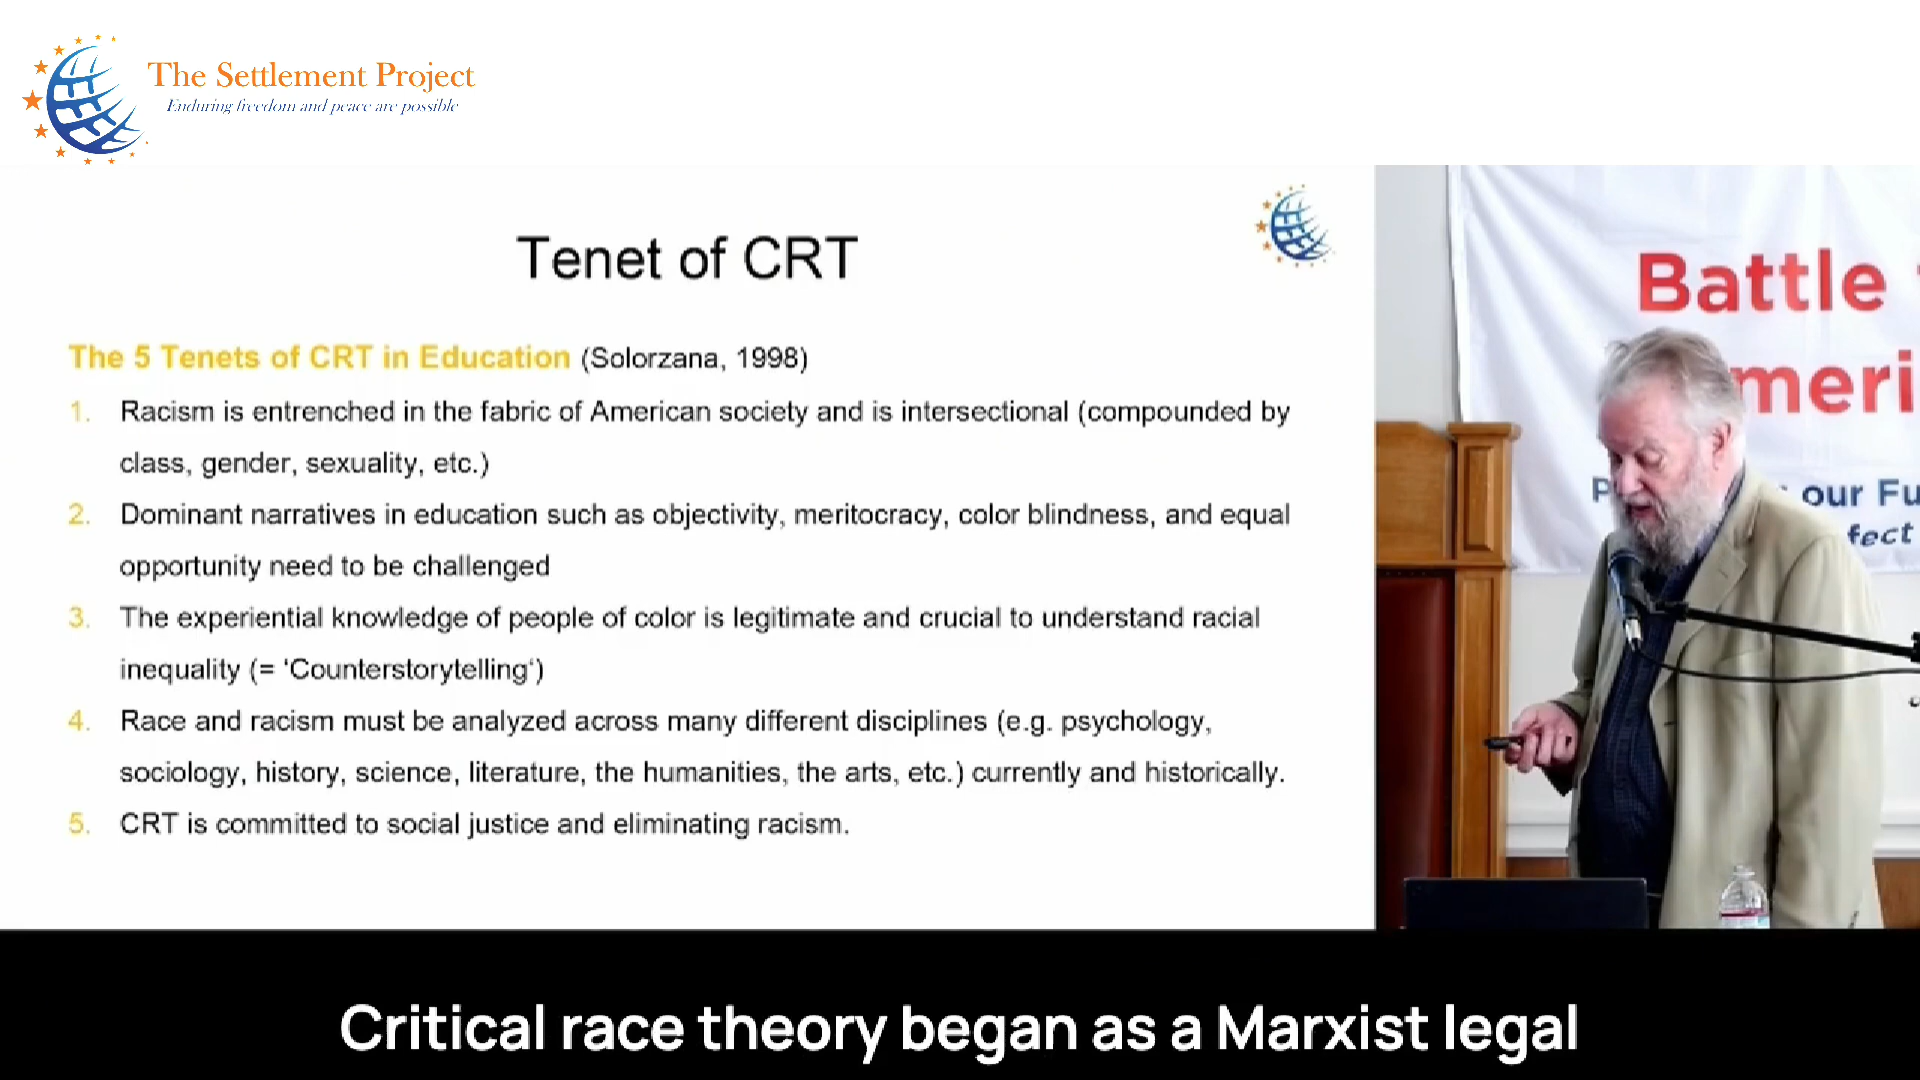 The Settlement Project
Enduring freedom and peace are possible
Tenet of CRT
The 5 Tenets of CRT in Education (Solorzana, 1998)
1. Racism is entrenched in the fabric of American society and is intersectional (compounded by
class, gender, sexuality, etc.)
2. Dominant narratives in education such as objectivity, meritocracy, color blindness, and equal
opportunity need to be challenged
3. The experiential knowledge of people of color is legitimate and crucial to understand racial
inequality (= ‘Counterstorytelling‘)
4. Race and racism must be analyzed across many different disciplines (e.g. psychology,
sociology, history, science, literature, the humanities, the arts, etc.) currently and historically.
5. CRT is committed to social justice and eliminating racism.
Battle
meri
our Fu
fect
Critical race theory began as a Marxist legal